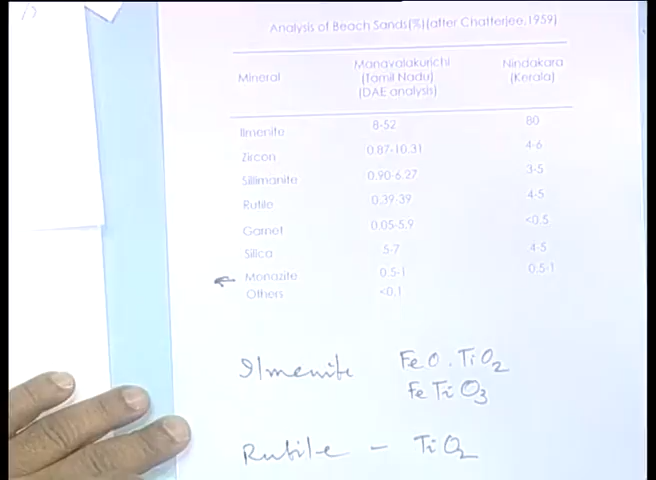 Analysis of Beach Sands(%)(after Chatterjee,1959)
Mineral Manavalakurichi (Tamil Nadu) (DAE analysis) Nindakara (Kerala)
Ilmenite 8-52 80
Zircon 0.87-10.31 4-6
Sillimanite 0.90-6.27 3-5
Rutile 0.39-39 4-5
Garnet 0.05-5.9 <0.5
Silica 5-7 4-5
Monazite 0.5-1 0.5-1
Others <0.1
Ilmenite FeO.TiO2
FeTiO3
Rutile - TiO2